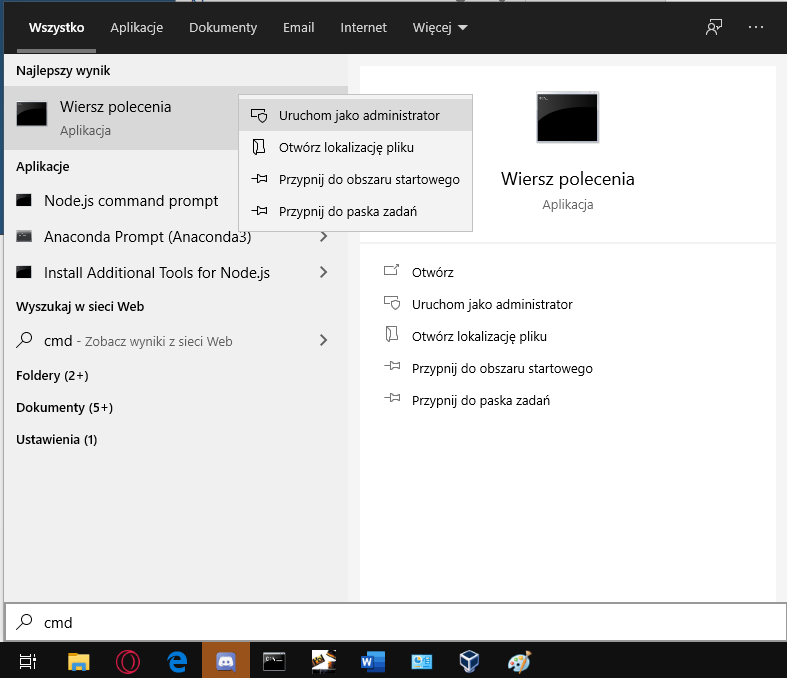 Wszystko Aplikacje Dokumenty Email Internet Więcej
Najlepszy wynik
Wiersz polecenia
Aplikacja
Uruchom jako administrator
Otwórz lokalizację pliku
Przypnij do obszaru startowego
Przypnij do paska zadań
Aplikacje
Node.js command prompt
Anaconda Prompt (Anaconda3)
Install Additional Tools for Node.js
Wyszukaj w sieci Web
cmd - Zobacz wyniki z sieci Web
Foldery (2+)
Dokumenty (5+)
Ustawienia (1)
Wiersz polecenia
Aplikacja
Otwórz
Uruchom jako administrator
Otwórz lokalizację pliku
Przypnij do obszaru startowego
Przypnij do paska zadań
cmd